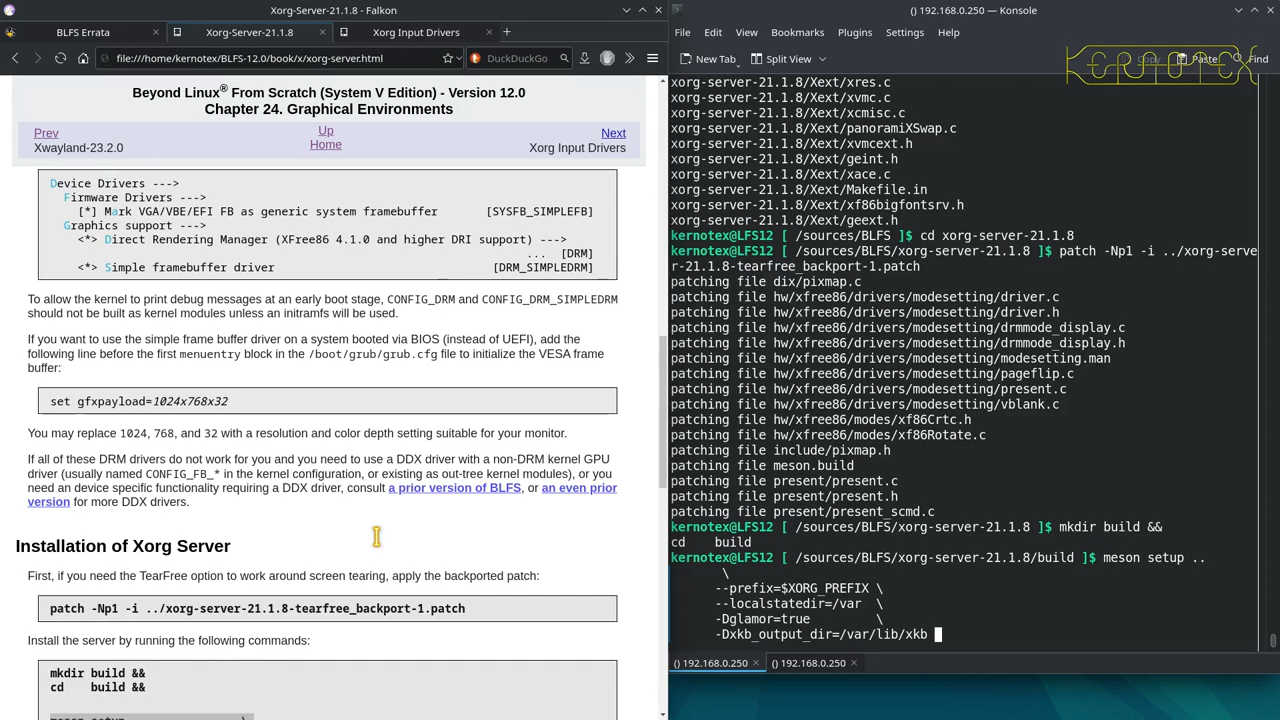 Xorg-Server-21.1.8 - Falkon
BLFS Errata
Xorg-Server-21.1.8
Xorg Input Drivers
file:///home/kernotex/BLFS-12.0/book/x/xorg-server.html
DuckDuckGo
Beyond Linux® From Scratch (System V Edition) - Version 12.0
Chapter 24. Graphical Environments
Prev
Up
Next
Xwayland-23.2.0
Home
Xorg Input Drivers
Device Drivers --->
Firmware Drivers --->
[*] Mark VGA/VBE/EFI FB as generic system framebuffer [SYSFB_SIMPLEFB]
Graphics support --->
<*> Direct Rendering Manager (XFree86 4.1.0 and higher DRI support) --->
... [DRM]
<*> Simple framebuffer driver [DRM_SIMPLEDRM]
To allow the kernel to print debug messages at an early boot stage, CONFIG_DRM and CONFIG_DRM_SIMPLEDRM
should not be built as kernel modules unless an initramfs will be used.
If you want to use the simple frame buffer driver on a system booted via BIOS (instead of UEFI), add the
following line before the first menuentry block in the /boot/grub/grub.cfg file to initialize the VESA frame
buffer:
set gfxpayload=1024x768x32
You may replace 1024, 768, and 32 with a resolution and color depth setting suitable for your monitor.
If all of these DRM drivers do not work for you and you need to use a DDX driver with a non-DRM kernel GPU
driver (usually named CONFIG_FB_* in the kernel configuration, or existing as out-tree kernel modules), or you
need an device specific functionality requiring a DDX driver, consult a prior version of BLFS, or an even prior
version for more DDX drivers.
Installation of Xorg Server
First, if you need the TearFree option to work around screen tearing, apply the backported patch:
patch -Np1 -i ../xorg-server-21.1.8-tearfree_backport-1.patch
Install the server by running the following commands:
mkdir build &&
cd    build &&
meson setup .. \
() 192.168.0.250 — Konsole
File Edit View Bookmarks Plugins Settings Help
New Tab Split View Copy Paste Find
KERNOTEX
xorg-server-21.1.8/Xext/xres.c
xorg-server-21.1.8/Xext/xvmc.c
xorg-server-21.1.8/Xext/xcmisc.c
xorg-server-21.1.8/Xext/panoramiXSwap.c
xorg-server-21.1.8/Xext/xvmcext.h
xorg-server-21.1.8/Xext/geint.h
xorg-server-21.1.8/Xext/xace.c
xorg-server-21.1.8/Xext/Makefile.in
xorg-server-21.1.8/Xext/xf86bigfontsrv.h
xorg-server-21.1.8/Xext/geext.h
kernotex@LFS12 [ /sources/BLFS ]$ cd xorg-server-21.1.8
kernotex@LFS12 [ /sources/BLFS/xorg-server-21.1.8 ]$ patch -Np1 -i ../xorg-serve
r-21.1.8-tearfree_backport-1.patch
patching file dix/pixmap.c
patching file hw/xfree86/drivers/modesetting/driver.c
patching file hw/xfree86/drivers/modesetting/driver.h
patching file hw/xfree86/drivers/modesetting/drmmode_display.c
patching file hw/xfree86/drivers/modesetting/drmmode_display.h
patching file hw/xfree86/drivers/modesetting/modesetting.man
patching file hw/xfree86/drivers/modesetting/pageflip.c
patching file hw/xfree86/drivers/modesetting/present.c
patching file hw/xfree86/drivers/modesetting/vblank.c
patching file hw/xfree86/modes/xf86Crtc.h
patching file hw/xfree86/modes/xf86Rotate.c
patching file include/pixmap.h
patching file meson.build
patching file present/present.c
patching file present/present.h
patching file present/present_scmd.c
kernotex@LFS12 [ /sources/BLFS/xorg-server-21.1.8 ]$ mkdir build &&
cd    build
kernotex@LFS12 [ /sources/BLFS/xorg-server-21.1.8/build ]$ meson setup ..
\
--prefix=$XORG_PREFIX \
--localstatedir=/var  \
-Dglamor=true         \
-Dxkb_output_dir=/var/lib/xkb
() 192.168.0.250
() 192.168.0.250